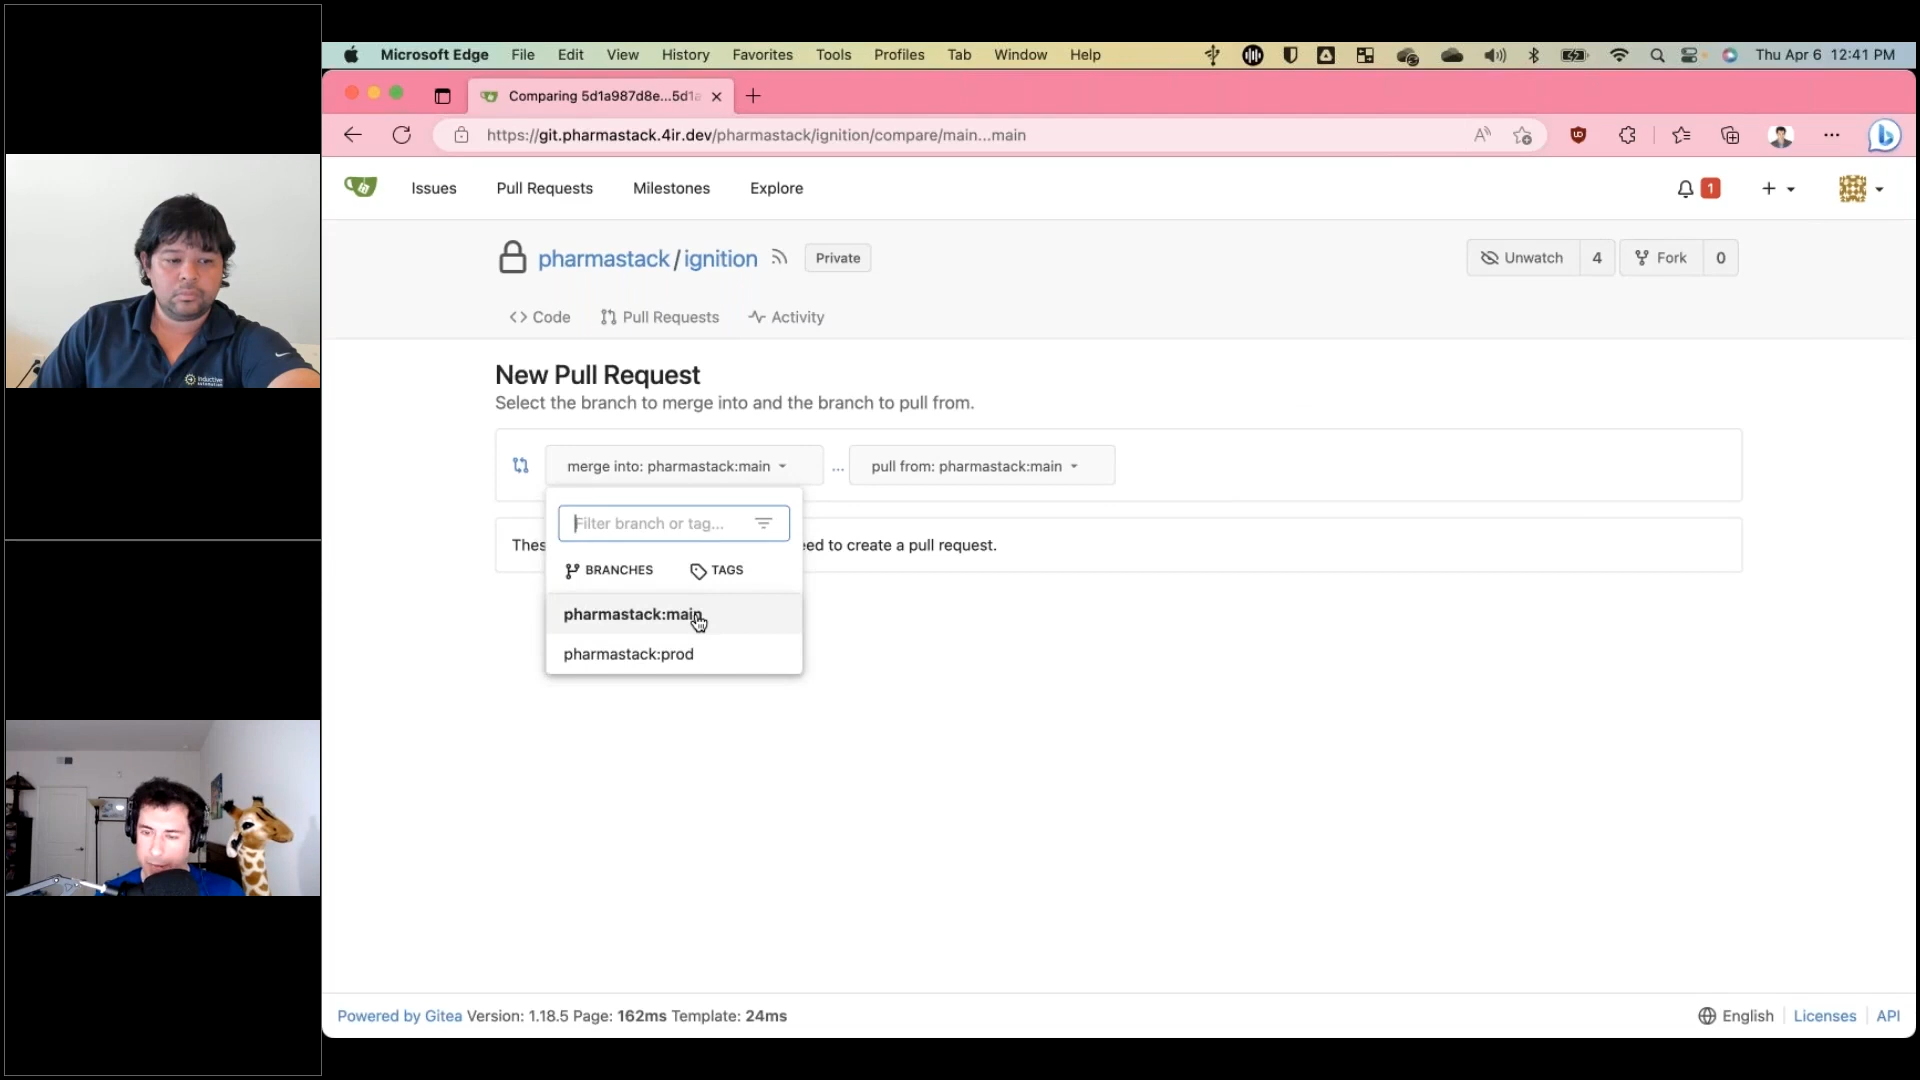 Microsoft Edge File Edit View History Favorites Tools Profiles Tab Window Help Thu Apr 6 12:41 PM
Comparing 5d1a987d8e...5d1a
https://git.pharmastack.4ir.dev/pharmastack/ignition/compare/main...main
Issues Pull Requests Milestones Explore 1
pharmastack/ignition Private Unwatch 4 Fork 0
Code Pull Requests Activity
New Pull Request
Select the branch to merge into and the branch to pull from.
merge into: pharmastack:main ... pull from: pharmastack:main
Filter branch or tag...
Thes eed to create a pull request.
BRANCHES TAGS
pharmastack:main
pharmastack:prod
Powered by Gitea Version: 1.18.5 Page: 162ms Template: 24ms English Licenses API
inductive
automation